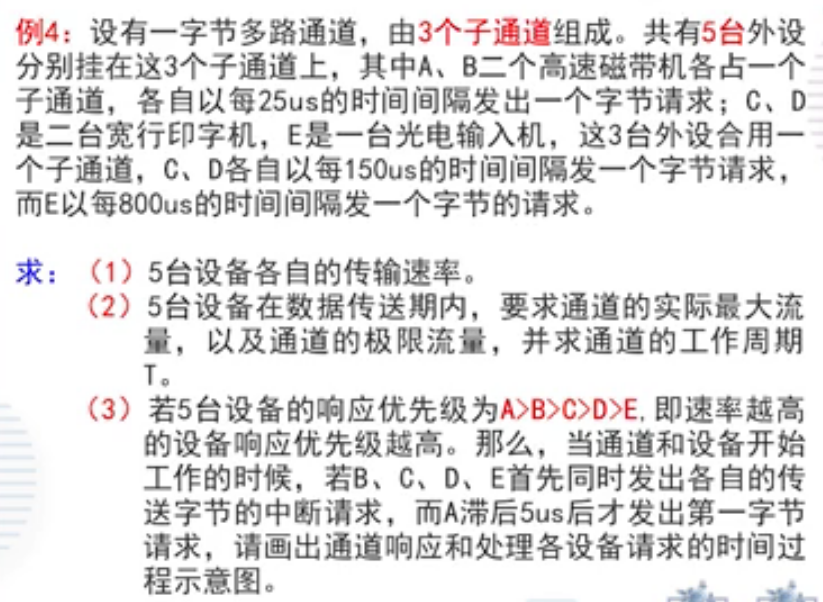 例4：设有一字节多路通道，由3个子通道组成。共有5台外设
分别挂在这3个子通道上，其中A、B二个高速磁带机各占一个
子通道，各自以每25us的时间间隔发出一个字节请求；C、D
是二台宽行印字机，E是一台光电输入机，这3台外设合用一
个子通道，C、D各自以每150us的时间间隔发一个字节请求，
而E以每800us的时间间隔发一个字节的请求。
求：（1）5台设备各自的传输速率。
（2）5台设备在数据传送期内，要求通道的实际最大流
量，以及通道的极限流量，并求通道的工作周期
T。
（3）若5台设备的响应优先级为A>B>C>D>E,即速率越高
的设备响应优先级越高。那么，当通道和设备开始
工作的时候，若B、C、D、E首先同时发出各自的传
送字节的中断请求，而A滞后5us后才发出第一字节
请求，请画出通道响应和处理各设备请求的时间过
程示意图。